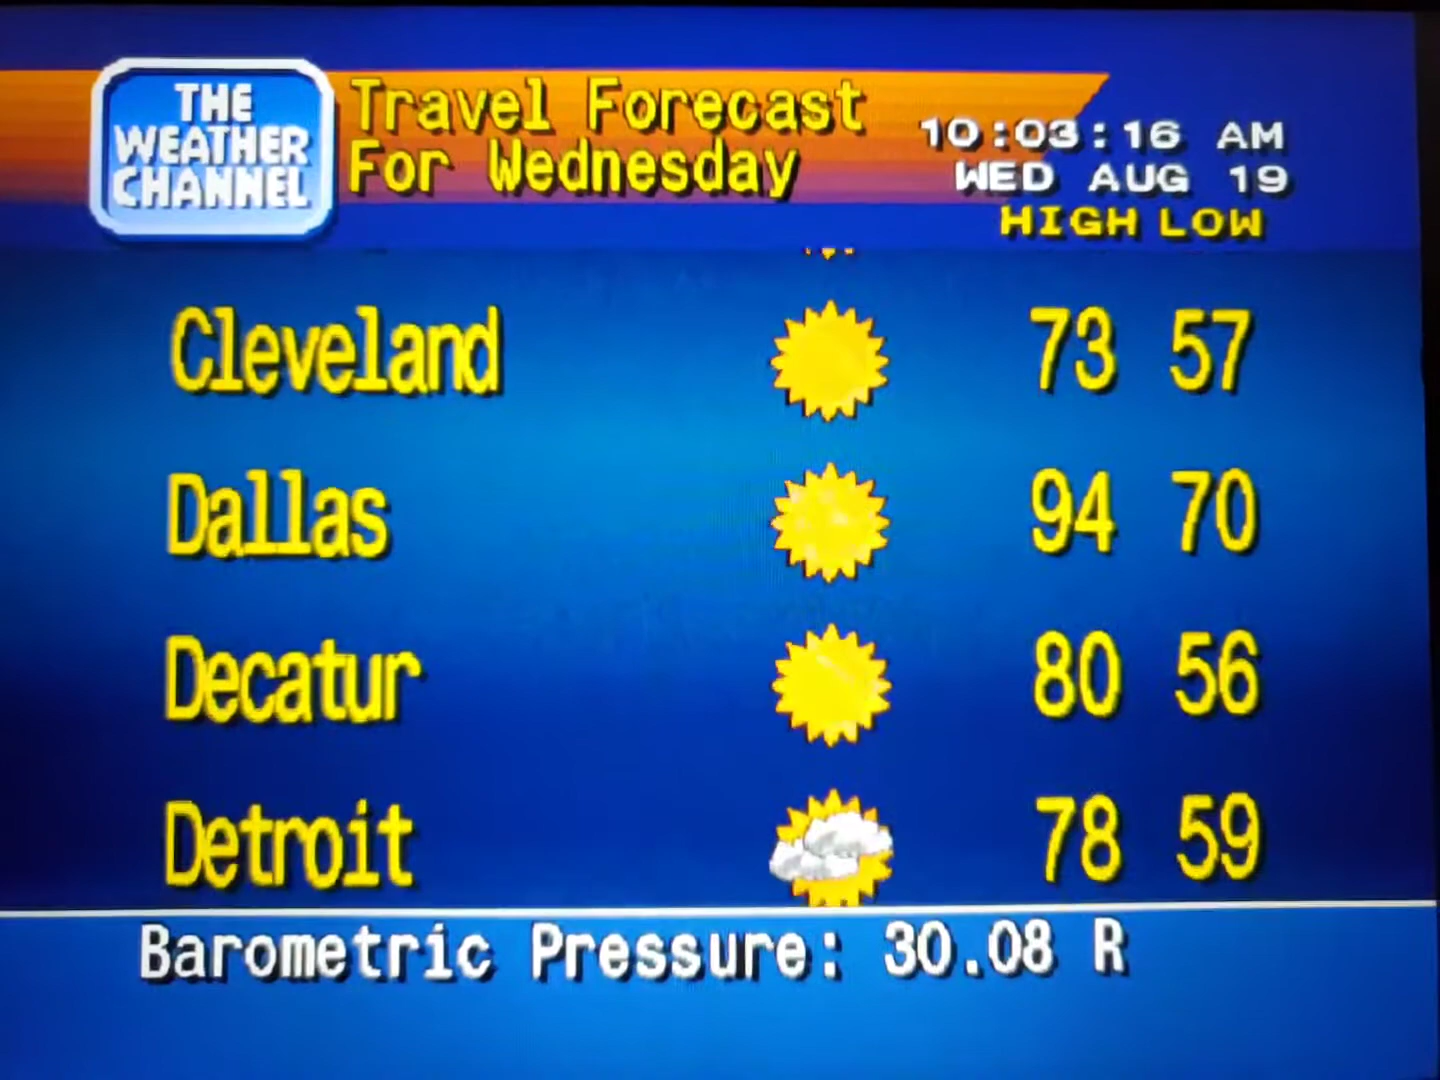 THE
WEATHER
CHANNEL
Travel Forecast
For Wednesday
10:03:16 AM
WED AUG 19
HIGH LOW
Cleveland 73 57
Dallas 94 70
Decatur 80 56
Detroit 78 59
Barometric Pressure: 30.08 R